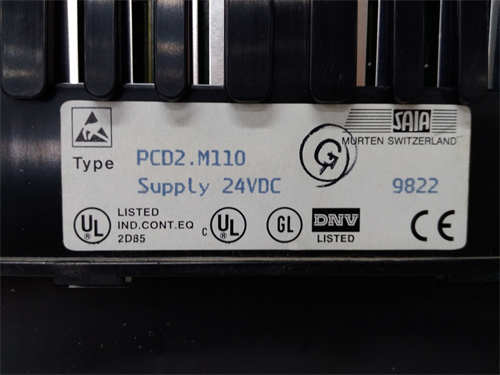 SAIA
MURTEN SWITZERLAND
Type PCD2.M110
Supply 24VDC 9822
UL LISTED
IND.CONT.EQ
2D85
c UL
GL
DNV
LISTED
CE